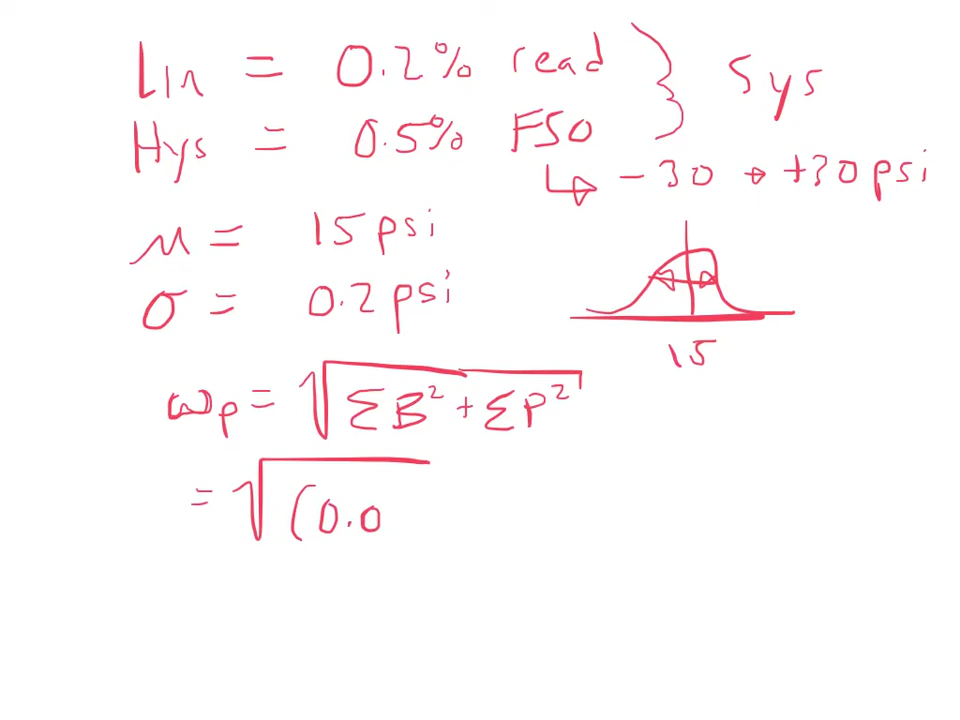 Lin = 0.2% read } Sys
Hys = 0.5% FSO
↳ -30 → +30 psi
μ = 15 psi
σ = 0.2 psi
15
ωp = √(ΣB² + ΣP²)
= √(0.0